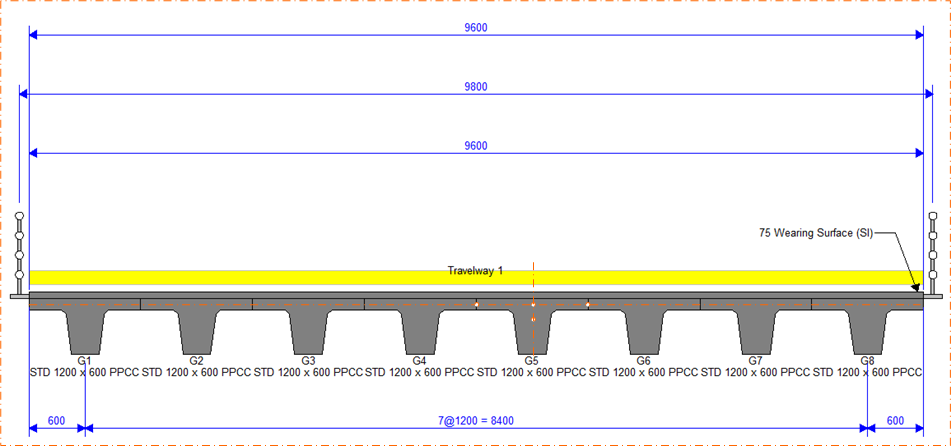 9600
9800
9600
75 Wearing Surface (SI)
Travelway 1
G1 G2 G3 G4 G5 G6 G7 G8
STD 1200 x 600 PPCC STD 1200 x 600 PPCC STD 1200 x 600 PPCC STD 1200 x 600 PPCC STD 1200 x 600 PPCC STD 1200 x 600 PPCC STD 1200 x 600 PPCC STD 1200 x 600 PPCC
600 7@1200 = 8400 600